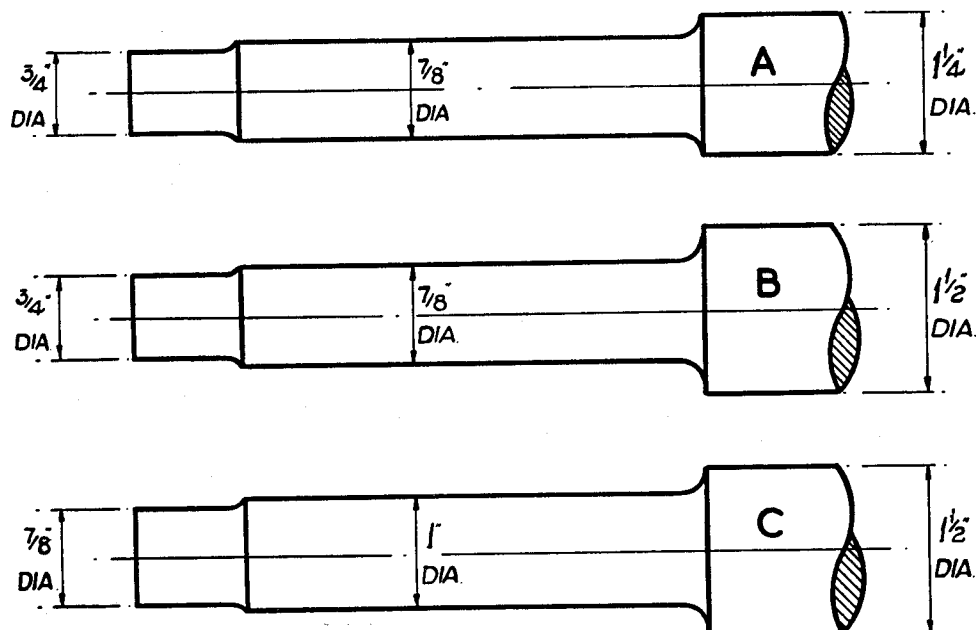 3/4" DIA
7/8" DIA
A
1 1/4" DIA.
3/4" DIA.
7/8" DIA.
B
1 1/2" DIA.
7/8" DIA.
1" DIA.
C
1 1/2" DIA.